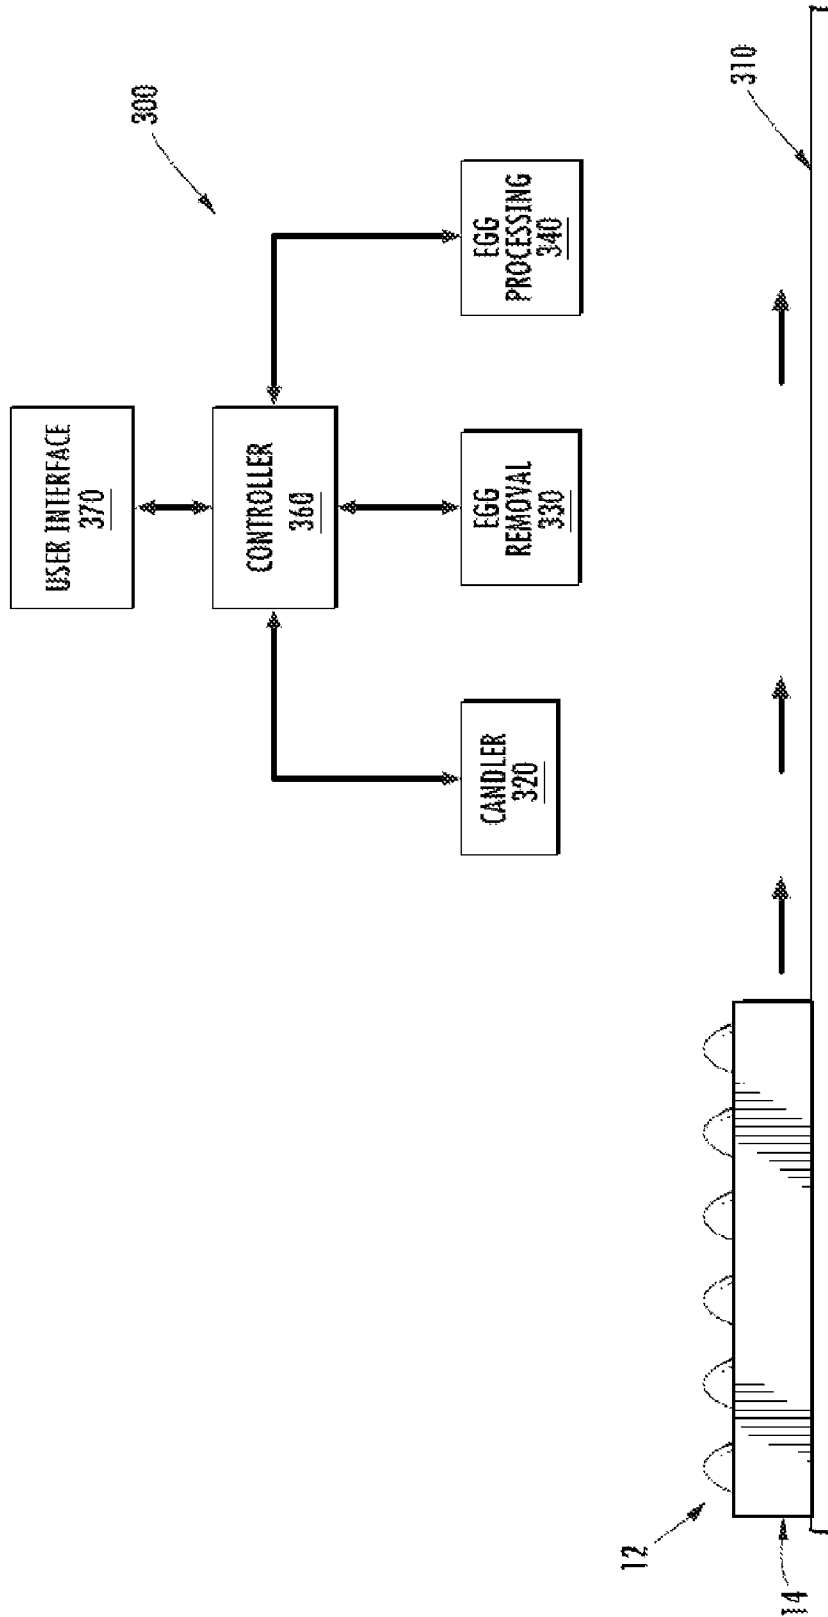 300
USER INTERFACE
370
CONTROLLER
360
CANDLER
320
EGG
REMOVAL
330
EGG
PROCESSING
340
12
14
310